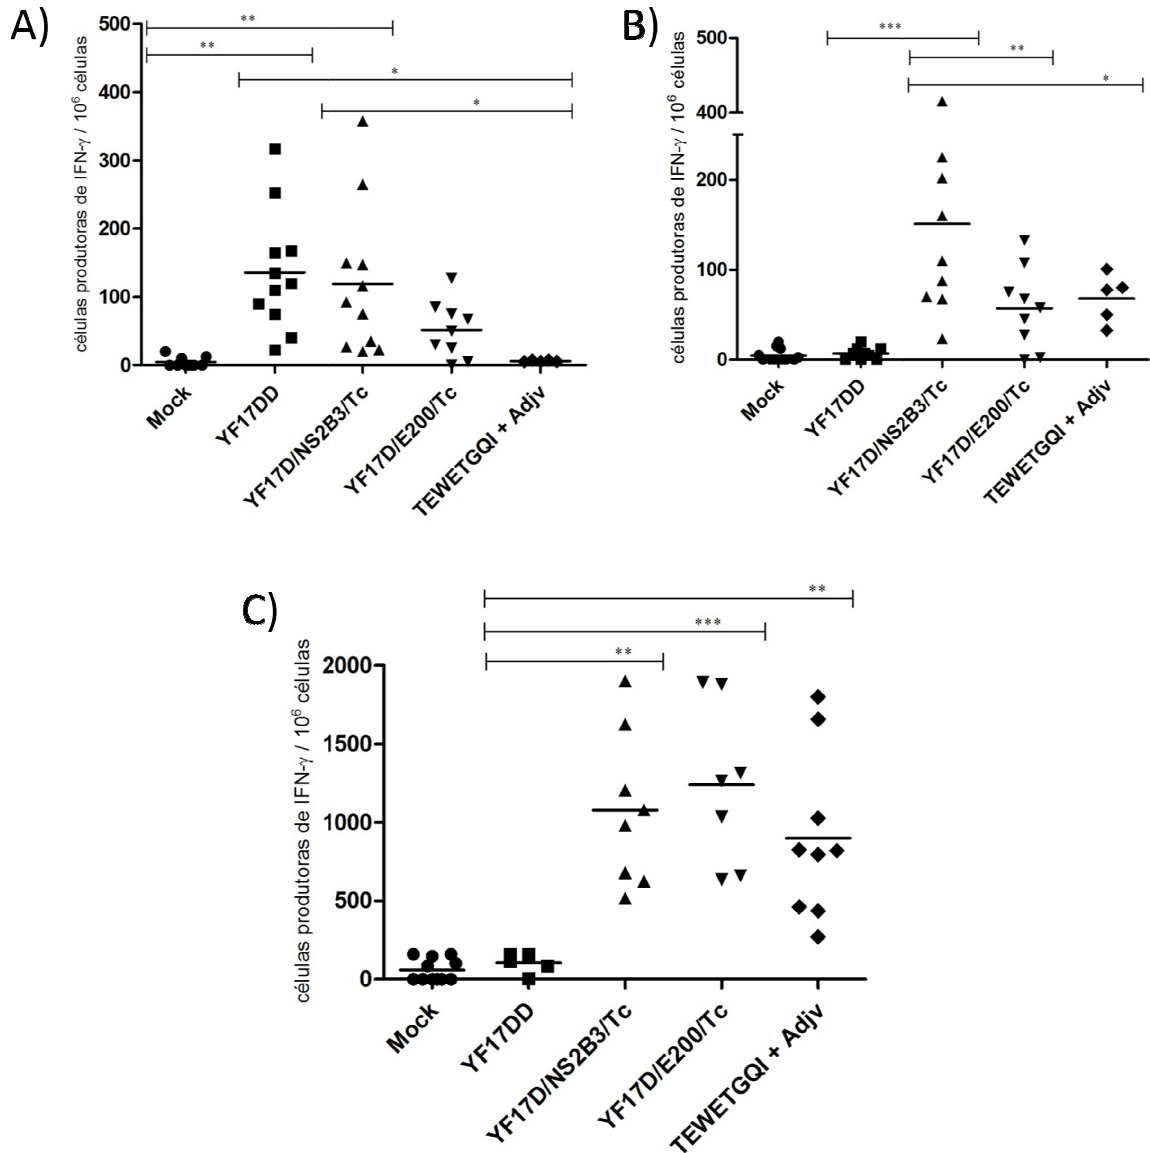 A)
células produtoras de IFN-γ / 10⁶ células
500
400
300
200
100
0
**
**
*
*
Mock
YF17DD
YF17D/NS2B3/Tc
YF17D/E200/Tc
TEWETGQI + Adjv
B)
células produtoras de IFN-γ / 10⁶ células
500
400
200
100
0
***
**
*
Mock
YF17DD
YF17D/NS2B3/Tc
YF17D/E200/Tc
TEWETGQI + Adjv
C)
células produtoras de IFN-γ / 10⁶ células
2000
1500
1000
500
0
**
***
**
Mock
YF17DD
YF17D/NS2B3/Tc
YF17D/E200/Tc
TEWETGQI + Adjv